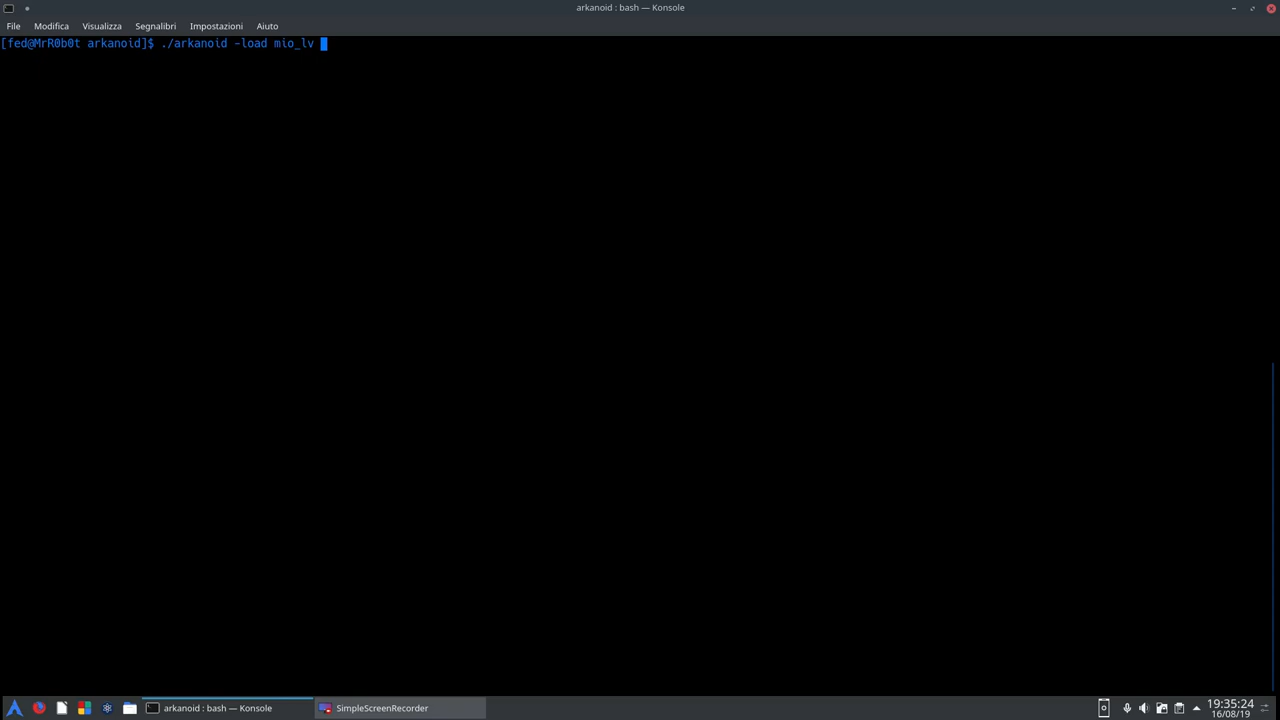 arkanoid : bash — Konsole
File Modifica Visualizza Segnalibri Impostazioni Aiuto
[fed@MrR0b0t arkanoid]$ ./arkanoid -load mio_lv
arkanoid : bash — Konsole SimpleScreenRecorder 19:35:24
16/08/19